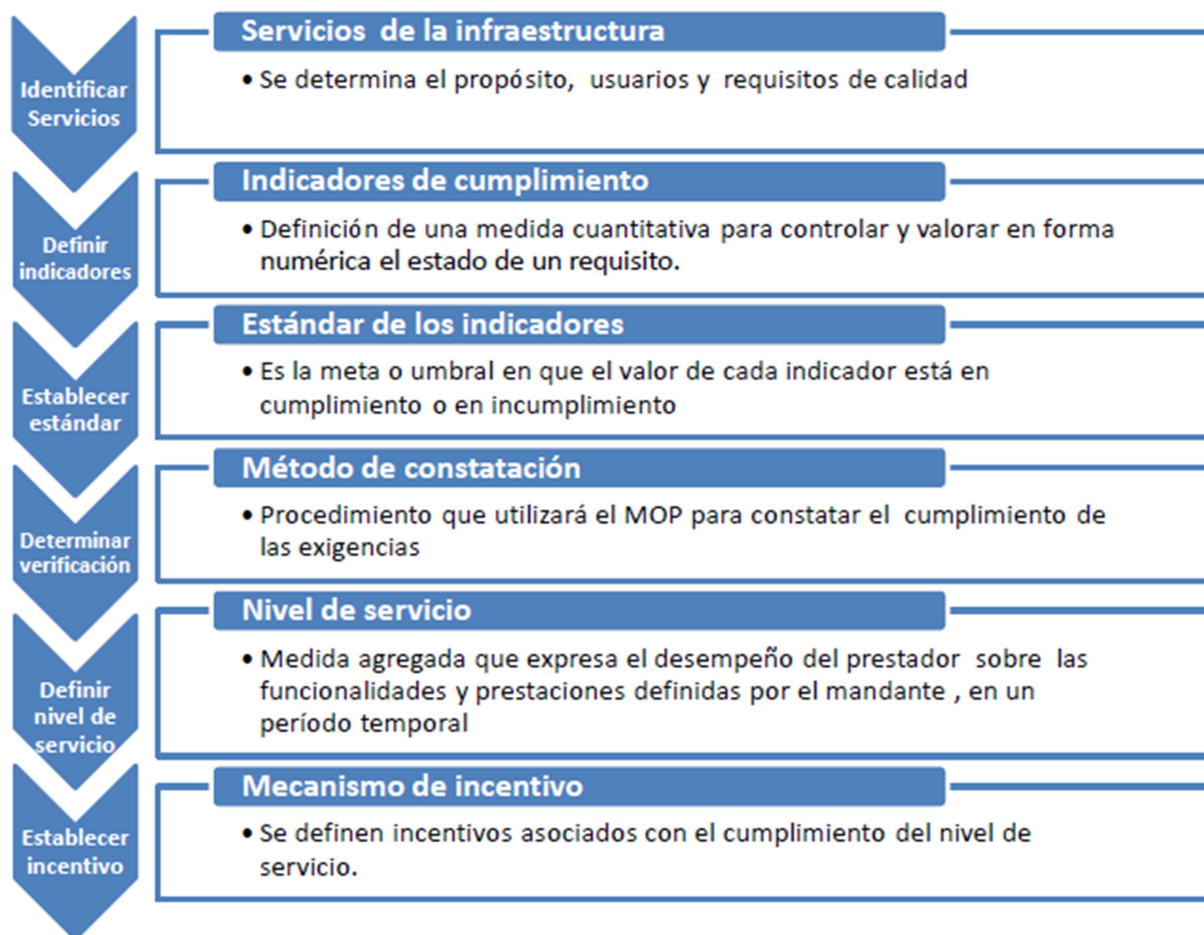 Identificar
Servicios
Servicios de la infraestructura
• Se determina el propósito, usuarios y requisitos de calidad
Definir
indicadores
Indicadores de cumplimiento
• Definición de una medida cuantitativa para controlar y valorar en forma
numérica el estado de un requisito.
Establecer
estándar
Estándar de los indicadores
• Es la meta o umbral en que el valor de cada indicador está en
cumplimiento o en incumplimiento
Determinar
verificación
Método de constatación
• Procedimiento que utilizará el MOP para constatar el cumplimiento de
las exigencias
Definir
nivel de
servicio
Nivel de servicio
• Medida agregada que expresa el desempeño del prestador sobre las
funcionalidades y prestaciones definidas por el mandante , en un
período temporal
Establecer
incentivo
Mecanismo de incentivo
• Se definen incentivos asociados con el cumplimiento del nivel de
servicio.